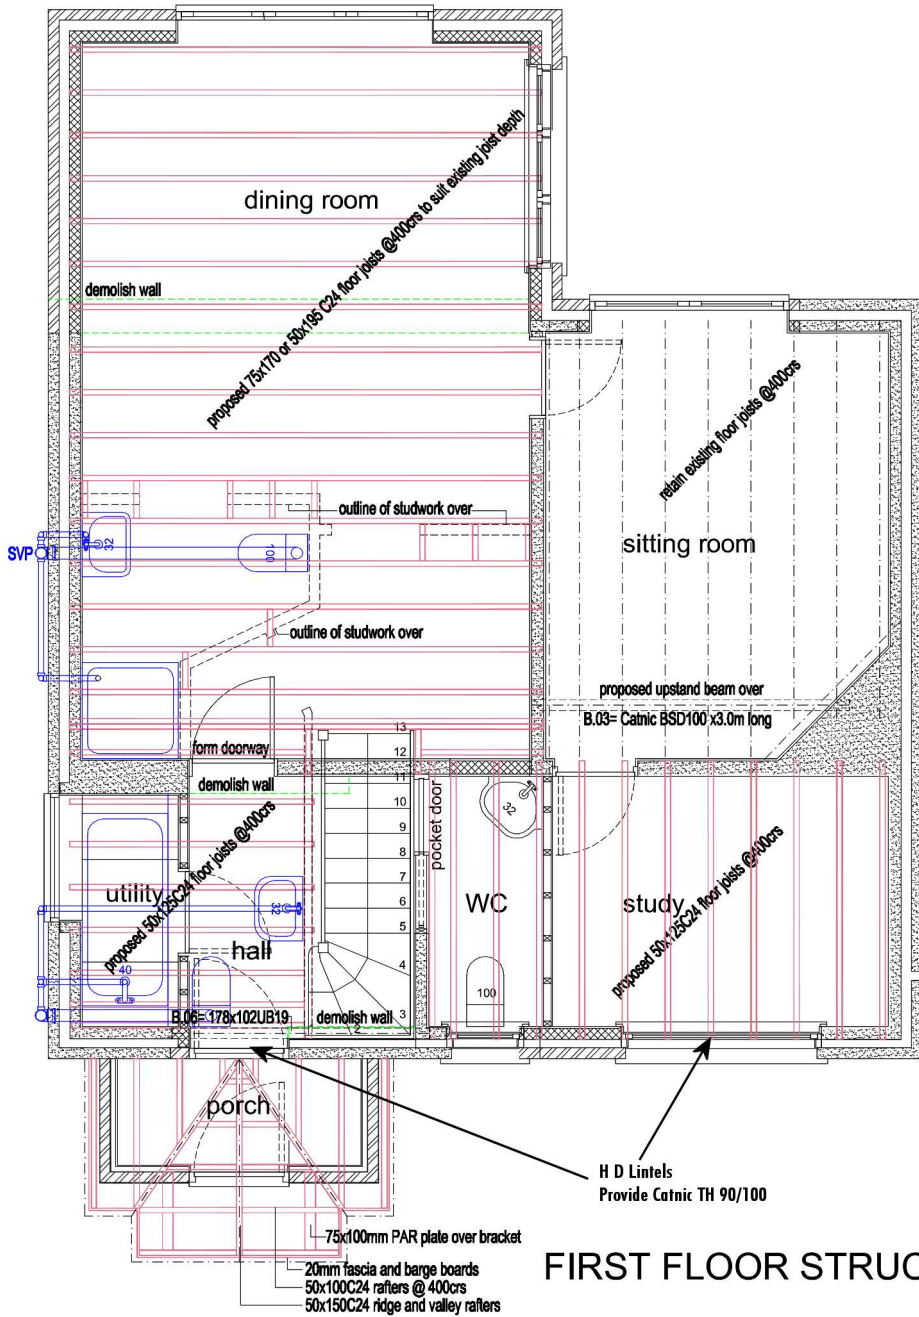 dining room
proposed 75x170 or 50x195 C24 floor joists @400crs to suit existing joist depth
demolish wall
retain existing floor joists @400crs
outline of studwork over
SVP
32
100
sitting room
outline of studwork over
proposed upstand beam over
B.03= Catnic BSD100 x3.0m long
13
form doorway
12
demolish wall
11
10
pocket door
32
9
proposed 50x125C24 floor joists @400crs
8
proposed 50x125C24 floor joists @400crs
7
utility
WC
study
6
32
5
hall
4
40
100
B.06= 178x102UB19
demolish wall
3
2
porch
H D Lintels
Provide Catnic TH 90/100
75x100mm PAR plate over bracket
20mm fascia and barge boards
50x100C24 rafters @ 400crs
50x150C24 ridge and valley rafters
FIRST FLOOR STRUC